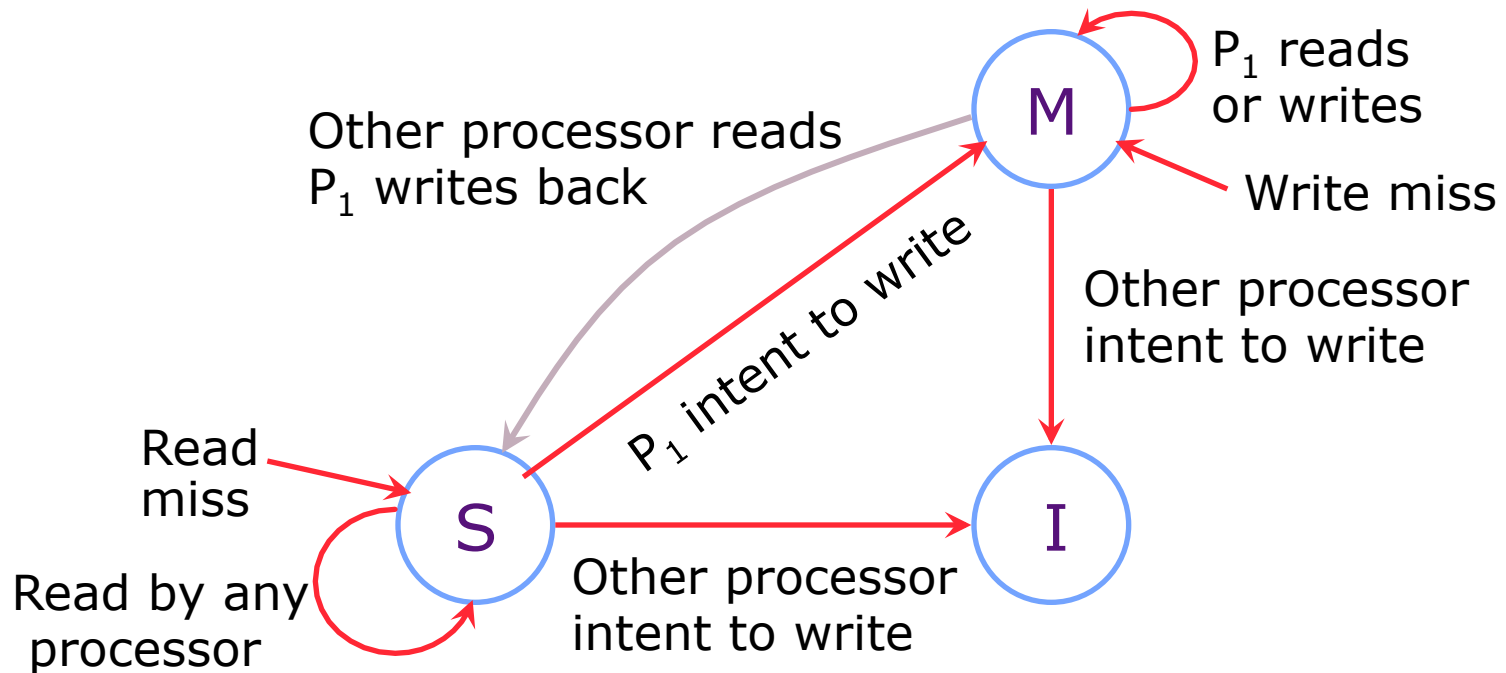 P₁ reads
or writes
M
Other processor reads
P₁ writes back
Write miss
P₁ intent to write
Other processor
intent to write
Read
miss
S
I
Read by any
processor
Other processor
intent to write